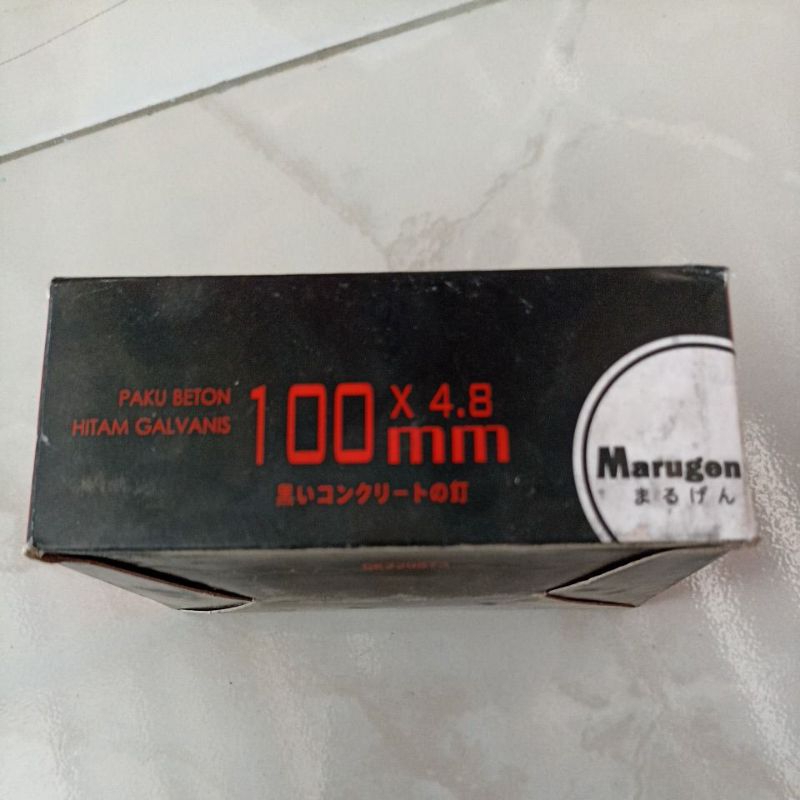 PAKU BETON
HITAM GALVANIS
100 X 4.8
mm
黒いコンクリートの釘
Marugen
まるげん